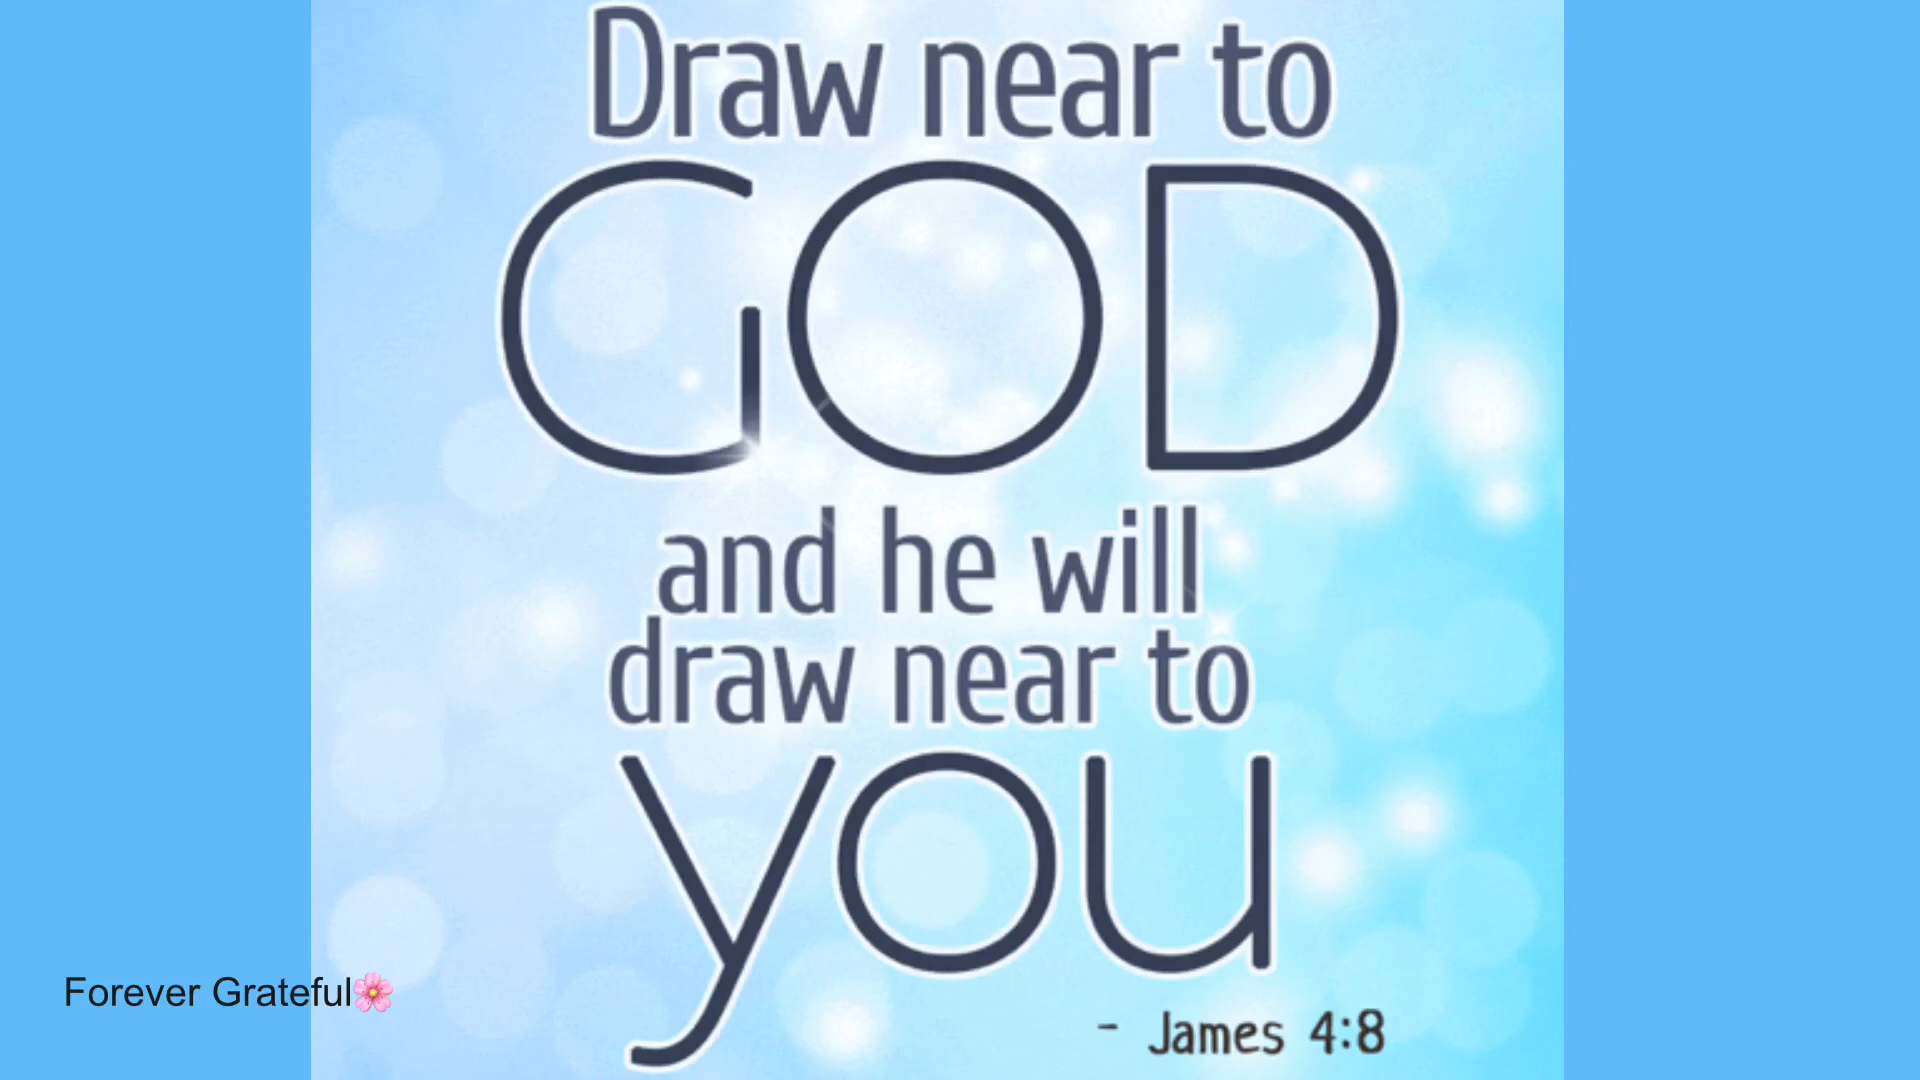 Draw near to
GOD
and he will
draw near to
you
- James 4:8
Forever Grateful🌸